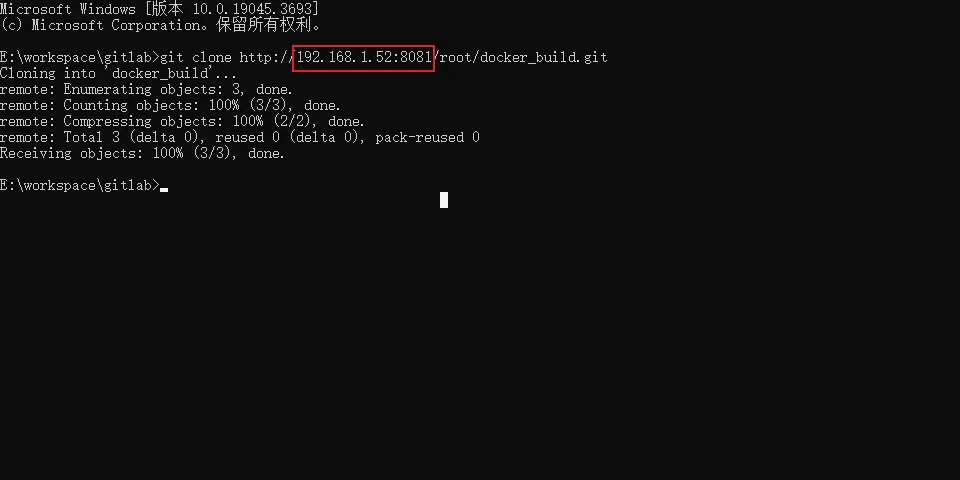 Microsoft Windows [版本 10.0.19045.3693]
(c) Microsoft Corporation。保留所有权利。
E:\workspace\gitlab>git clone http://192.168.1.52:8081/root/docker_build.git
Cloning into 'docker_build'...
remote: Enumerating objects: 3, done.
remote: Counting objects: 100% (3/3), done.
remote: Compressing objects: 100% (2/2), done.
remote: Total 3 (delta 0), reused 0 (delta 0), pack-reused 0
Receiving objects: 100% (3/3), done.
E:\workspace\gitlab>